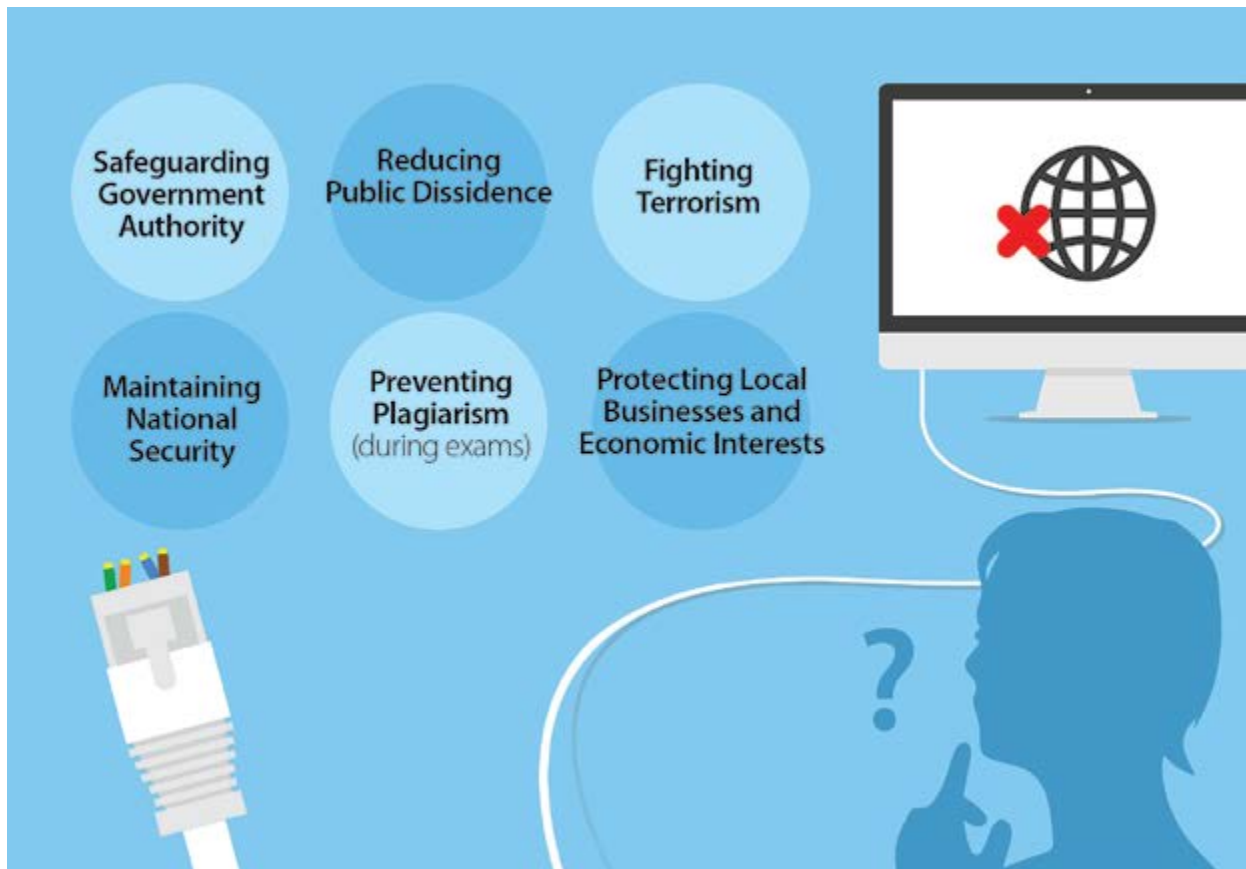 Safeguarding
Government
Authority
Reducing
Public Dissidence
Fighting
Terrorism
Maintaining
National
Security
Preventing
Plagiarism
(during exams)
Protecting Local
Businesses and
Economic Interests
?